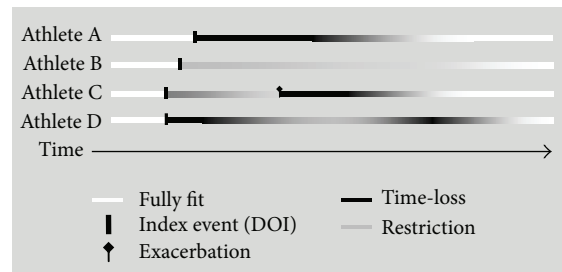 Athlete A
Athlete B
Athlete C
Athlete D
Time
Fully fit
Index event (DOI)
Exacerbation
Time-loss
Restriction